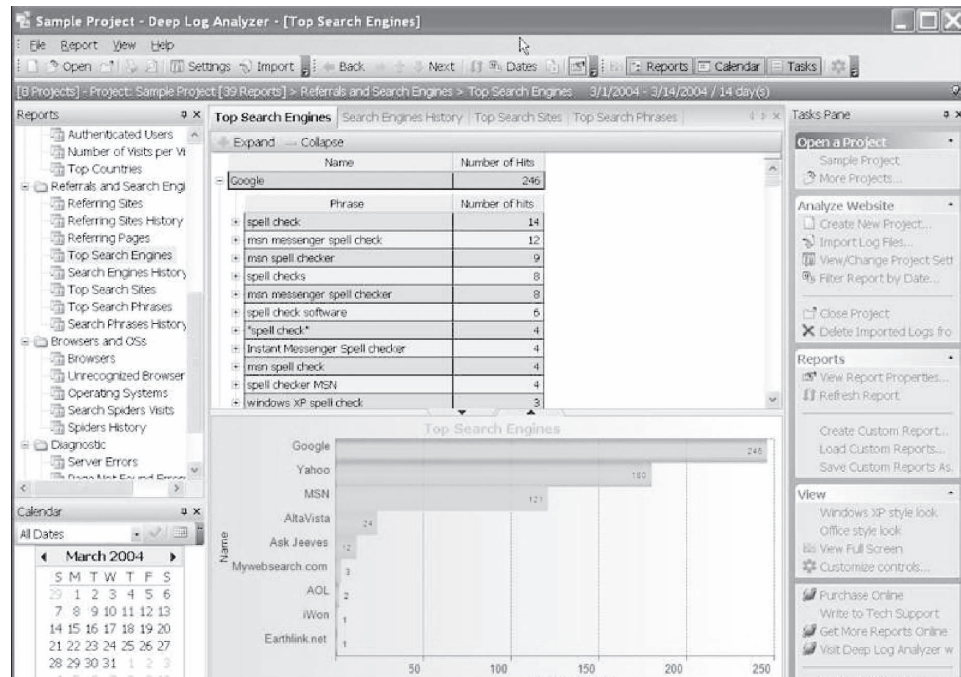 Sample Project - Deep Log Analyzer - [Top Search Engines]
File Report View Help
Open Settings Import Back Next Dates Reports Calendar Tasks
[8 Projects] - Project: Sample Project [39 Reports] > Referrals and Search Engines > Top Search Engines 3/1/2004 - 3/14/2004 / 14 day(s)
Reports
Authenticated Users
Number of Visits per Vi
Top Countries
Referrals and Search Engi
Referring Sites
Referring Sites History
Referring Pages
Top Search Engines
Search Engines History
Top Search Sites
Top Search Phrases
Search Phrases History
Browsers and OSs
Browsers
Unrecognized Browser
Operating Systems
Search Spiders Visits
Spiders History
Diagnostic
Server Errors
Page Not Found Errors
Calendar
All Dates
March 2004
S M T W T F S
29 1 2 3 4 5 6
7 8 9 10 11 12 13
14 15 16 17 18 19 20
21 22 23 24 25 26 27
28 29 30 31 1 2 3
Top Search Engines Search Engines History Top Search Sites Top Search Phrases
Expand Collapse
Name Number of Hits
Google 246
Phrase Number of hits
spell check 14
msn messenger spell check 12
msn spell checker 9
spell checks 8
msn messenger spell checker 8
spell check software 6
"spell check" 4
Instant Messenger Spell checker 4
msn spell check 4
spell checker MSN 4
windows XP spell check 3
Top Search Engines
Name
Google 246
Yahoo 180
MSN 121
AltaVista 24
Ask Jeeves 12
Mywebsearch.com 3
AOL 2
iWon 1
Earthlink.net 1
50 100 150 200 250
Tasks Pane
Open a Project
Sample Project
More Projects...
Analyze Website
Create New Project...
Import Log Files...
View/Change Project Sett
Filter Report by Date...
Close Project
Delete Imported Logs fro
Reports
View Report Properties...
Refresh Report
Create Custom Report...
Load Custom Reports...
Save Custom Reports As.
View
Windows XP style look
Office style look
View Full Screen
Customize controls...
Purchase Online
Write to Tech Support
Get More Reports Online
Visit Deep Log Analyzer w